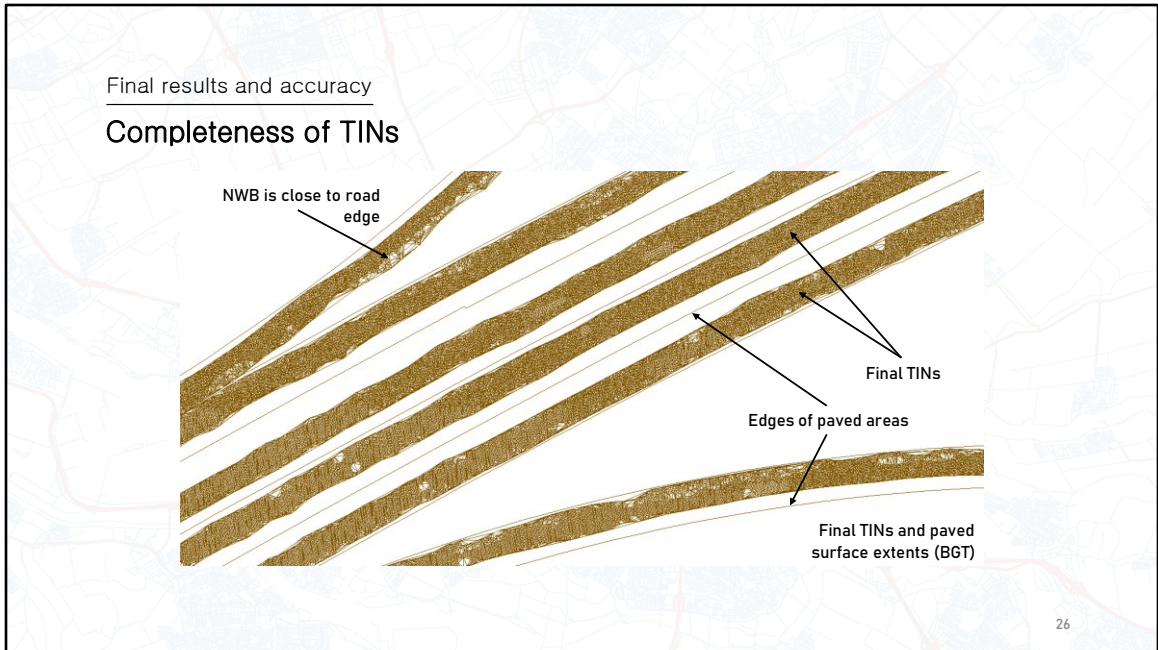 Final results and accuracy
Completeness of TINs
NWB is close to road
edge
Final TINs
Edges of paved areas
Final TINs and paved
surface extents (BGT)
26